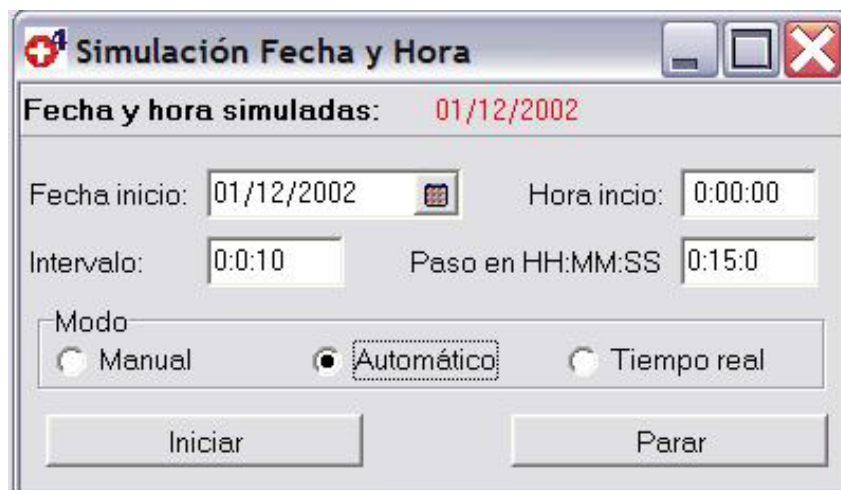 4 Simulación Fecha y Hora
Fecha y hora simuladas: 01/12/2002
Fecha inicio: 01/12/2002 Hora incio: 0:00:00
Intervalo: 0:0:10 Paso en HH:MM:SS 0:15:0
Modo
Manual Automático Tiempo real
Iniciar Parar